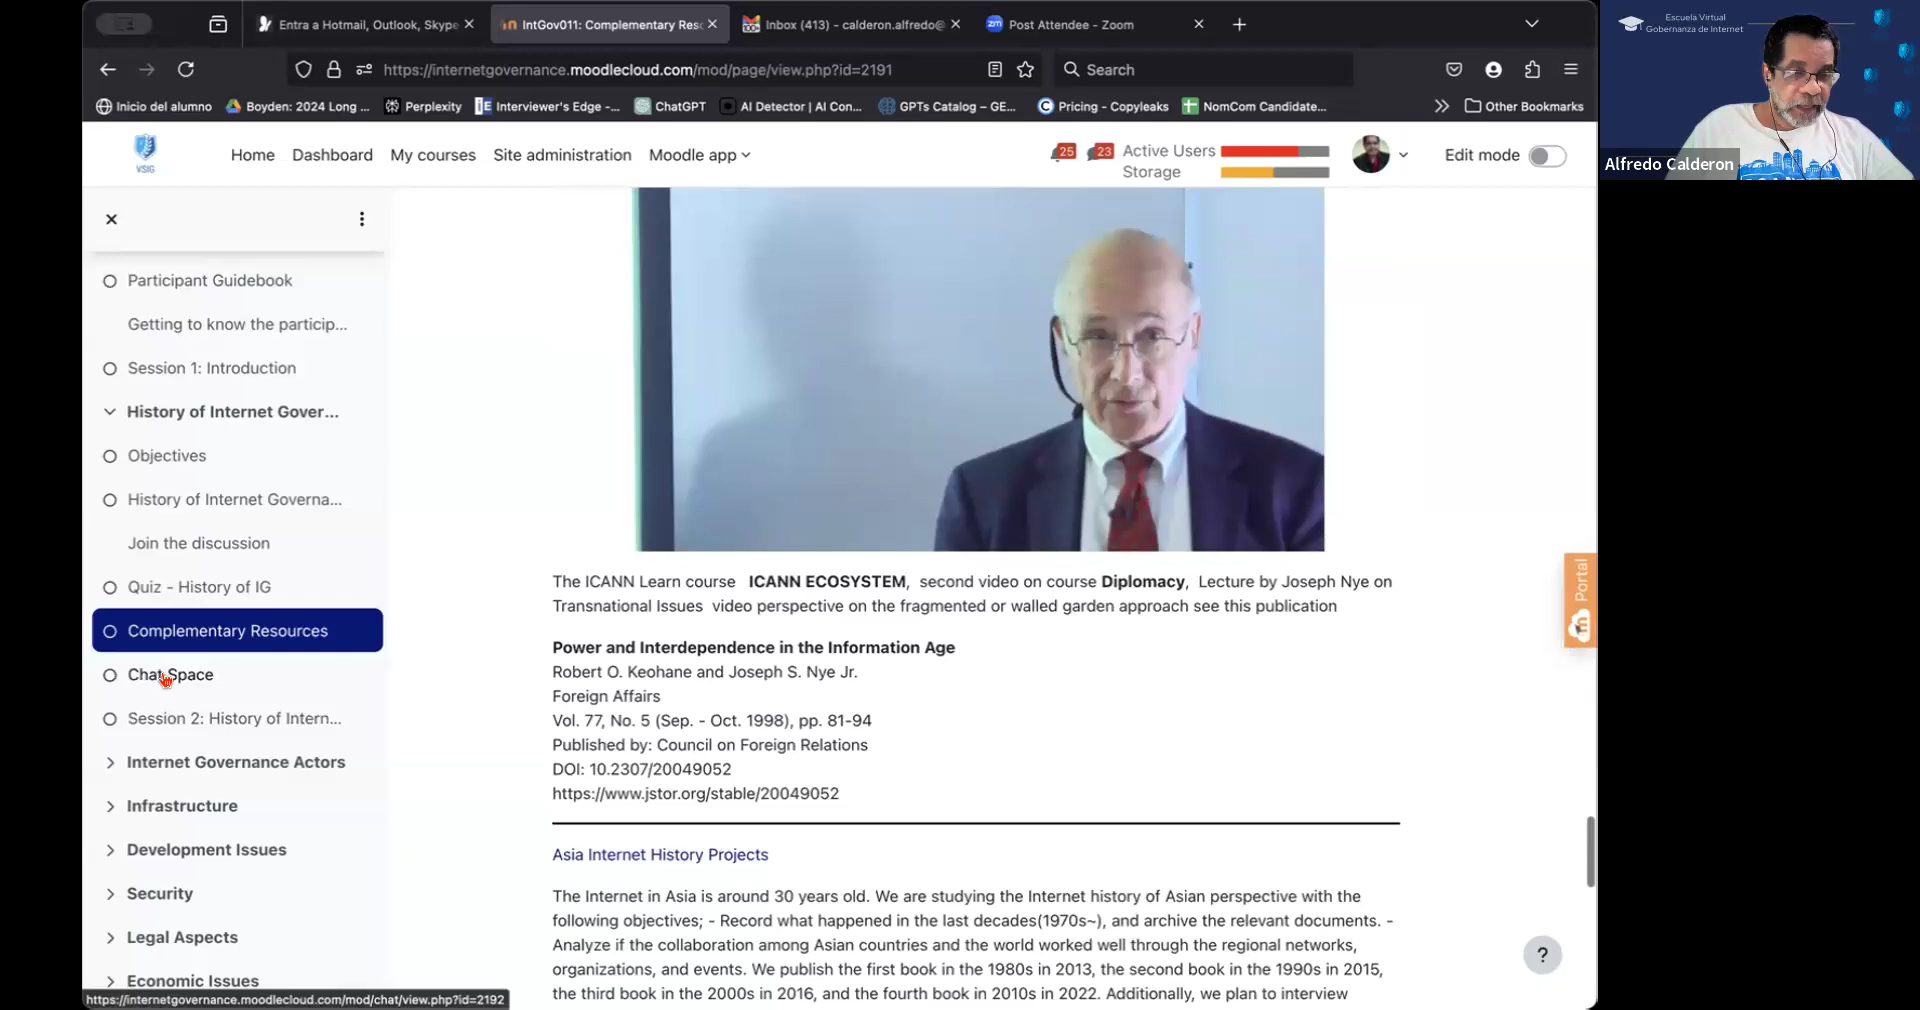 Entra a Hotmail, Outlook, Skype
IntGov011: Complementary Res
Inbox (413) - calderon.alfredo@
zm Post Attendee - Zoom
https://internetgovernance.moodlecloud.com/mod/page/view.php?id=2191
Search
Inicio del alumno
Boyden: 2024 Long ...
Perplexity
Interviewer's Edge -...
ChatGPT
AI Detector | AI Con...
GPTs Catalog – GE...
Pricing - Copyleaks
NomCom Candidate...
Other Bookmarks
VSIG
Home
Dashboard
My courses
Site administration
Moodle app
25
23
Active Users
Storage
Edit mode
Participant Guidebook
Getting to know the particip...
Session 1: Introduction
History of Internet Gover...
Objectives
History of Internet Governa...
Join the discussion
Quiz - History of IG
Complementary Resources
Chat Space
Session 2: History of Intern...
Internet Governance Actors
Infrastructure
Development Issues
Security
Legal Aspects
Economic Issues
https://internetgovernance.moodlecloud.com/mod/chat/view.php?id=2192
The ICANN Learn course ICANN ECOSYSTEM, second video on course Diplomacy, Lecture by Joseph Nye on
Transnational Issues video perspective on the fragmented or walled garden approach see this publication
Power and Interdependence in the Information Age
Robert O. Keohane and Joseph S. Nye Jr.
Foreign Affairs
Vol. 77, No. 5 (Sep. - Oct. 1998), pp. 81-94
Published by: Council on Foreign Relations
DOI: 10.2307/20049052
https://www.jstor.org/stable/20049052
Asia Internet History Projects
The Internet in Asia is around 30 years old. We are studying the Internet history of Asian perspective with the
following objectives; - Record what happened in the last decades(1970s~), and archive the relevant documents. -
Analyze if the collaboration among Asian countries and the world worked well through the regional networks,
organizations, and events. We publish the first book in the 1980s in 2013, the second book in the 1990s in 2015,
the third book in the 2000s in 2016, and the fourth book in 2010s in 2022. Additionally, we plan to interview
Portal
?
Escuela Virtual
Gobernanza de Internet
Alfredo Calderon